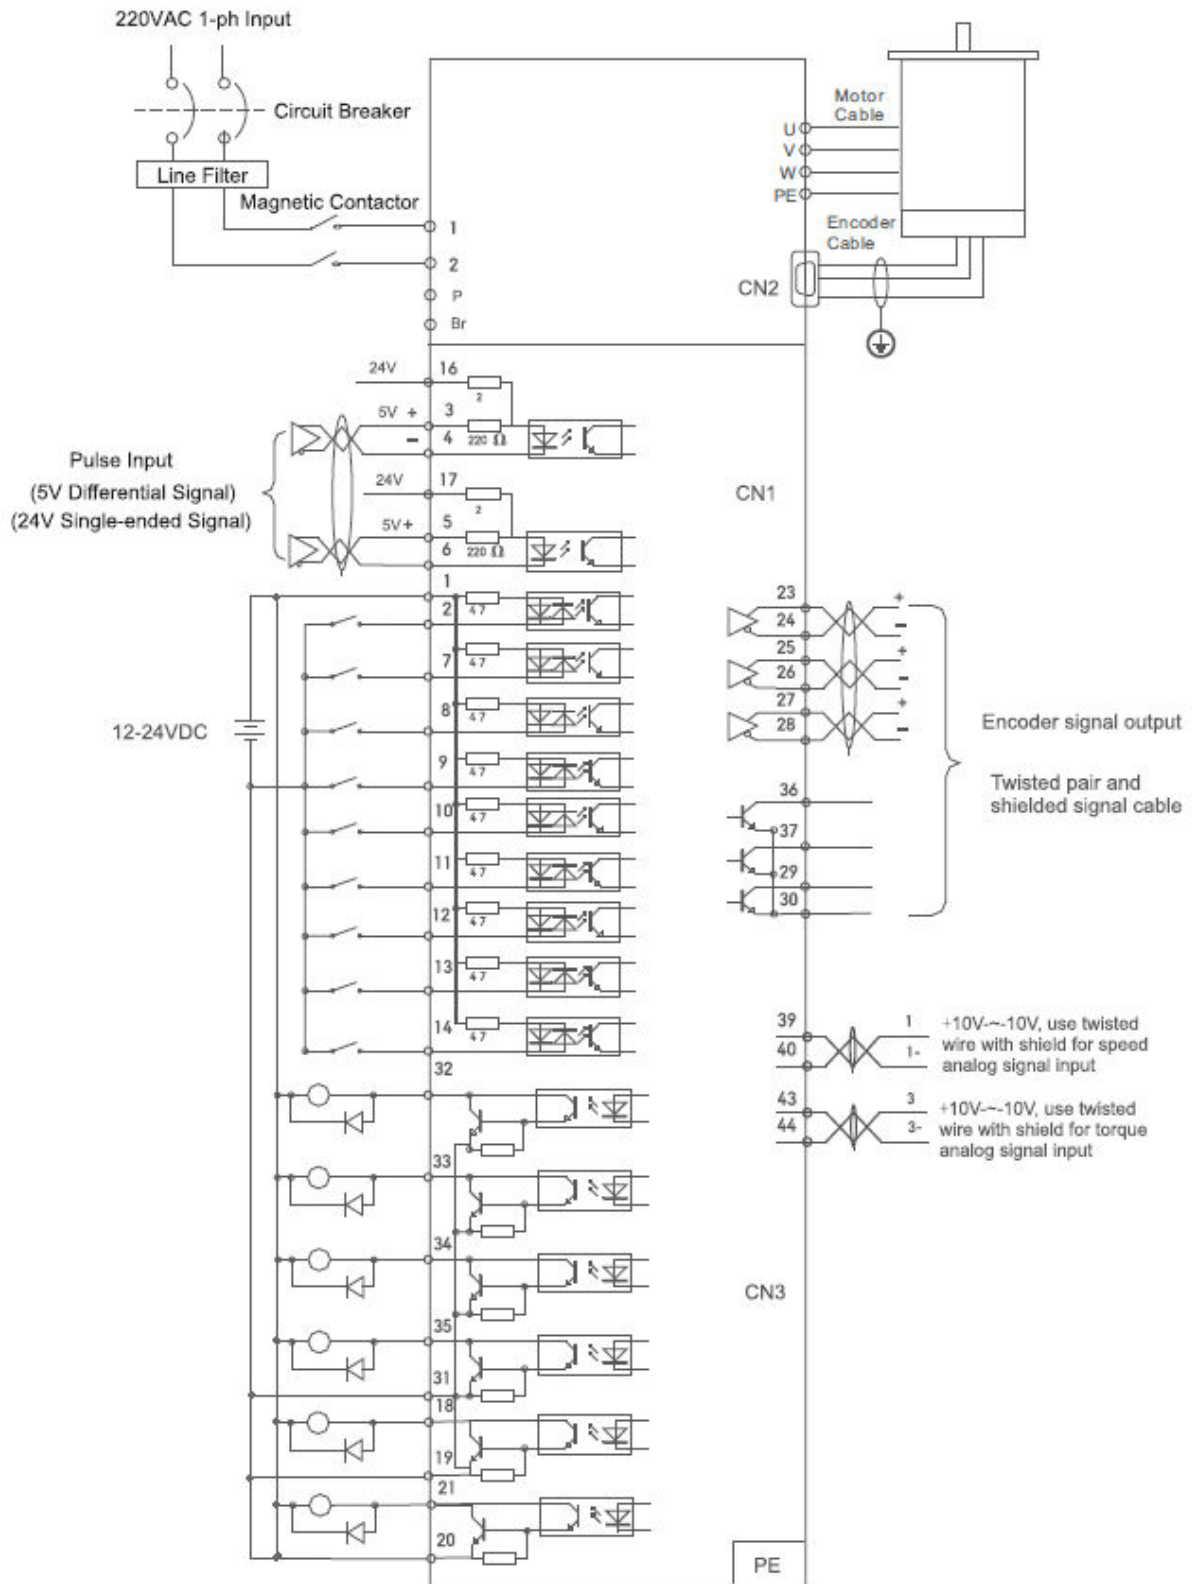 220VAC 1-ph Input
Circuit Breaker
Line Filter
Magnetic Contactor
1
2
P
Br
Motor
Cable
U
V
W
PE
Encoder
Cable
CN2
24V
16
2
5V +
3
-
4
220 Ω
Pulse Input
(5V Differential Signal)
(24V Single-ended Signal)
24V
17
2
5V+
5
6
220 Ω
CN1
1
47
2
7
47
8
47
9
47
10
47
11
47
12
47
13
47
14
47
12-24VDC
23
+
24
-
25
+
26
-
27
+
28
-
Encoder signal output
Twisted pair and
shielded signal cable
36
37
29
30
39
1
40
1-
+10V-~-10V, use twisted
wire with shield for speed
analog signal input
43
3
44
3-
+10V-~-10V, use twisted
wire with shield for torque
analog signal input
32
33
34
35
31
18
19
21
20
CN3
PE